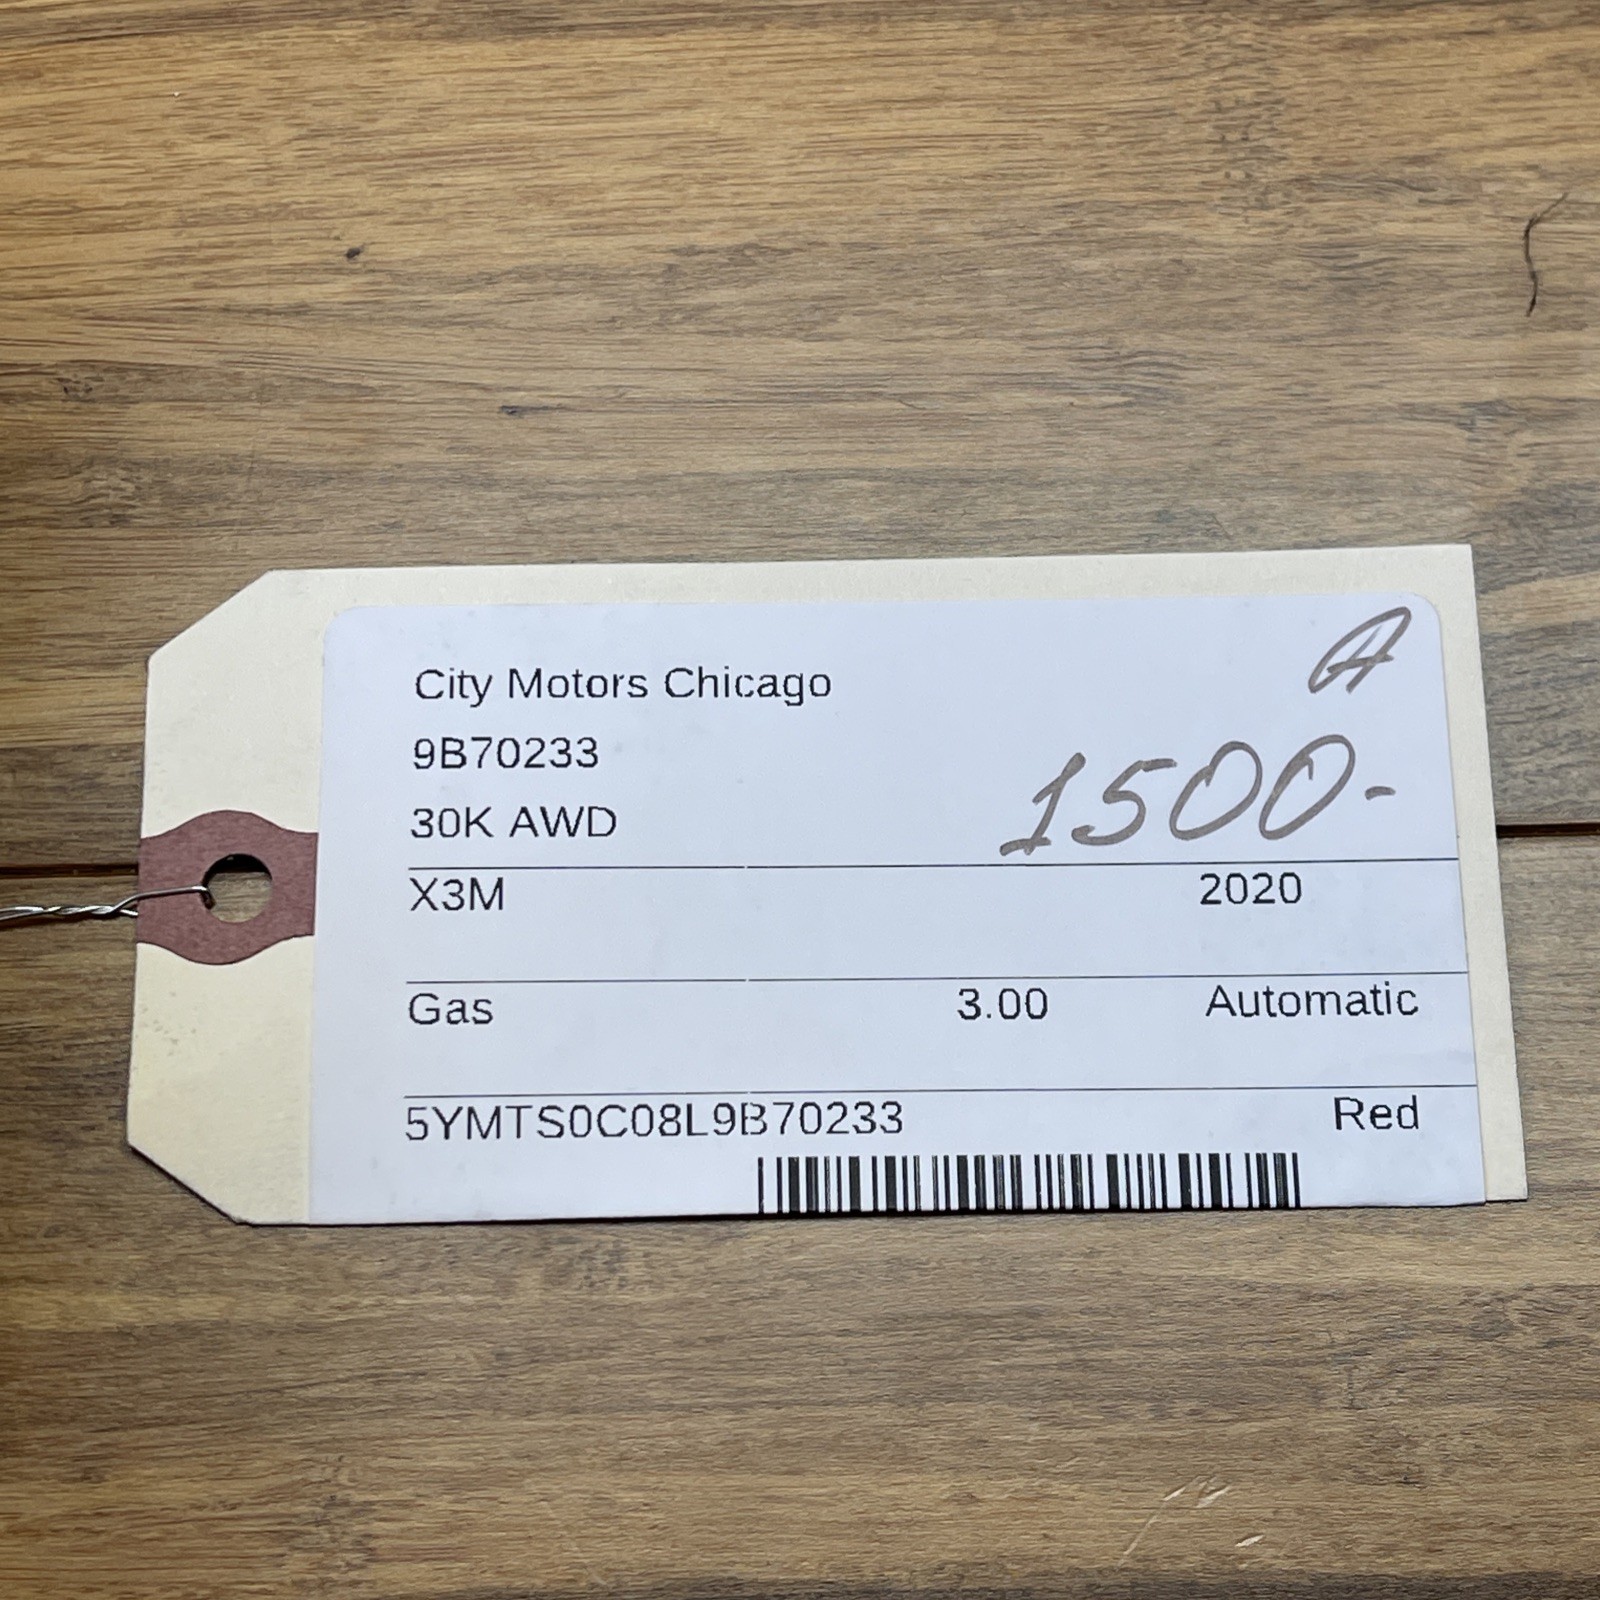 City Motors Chicago
A
9B70233
1500-
30K AWD
X3M 2020
Gas 3.00 Automatic
5YMTS0C08L9B70233 Red